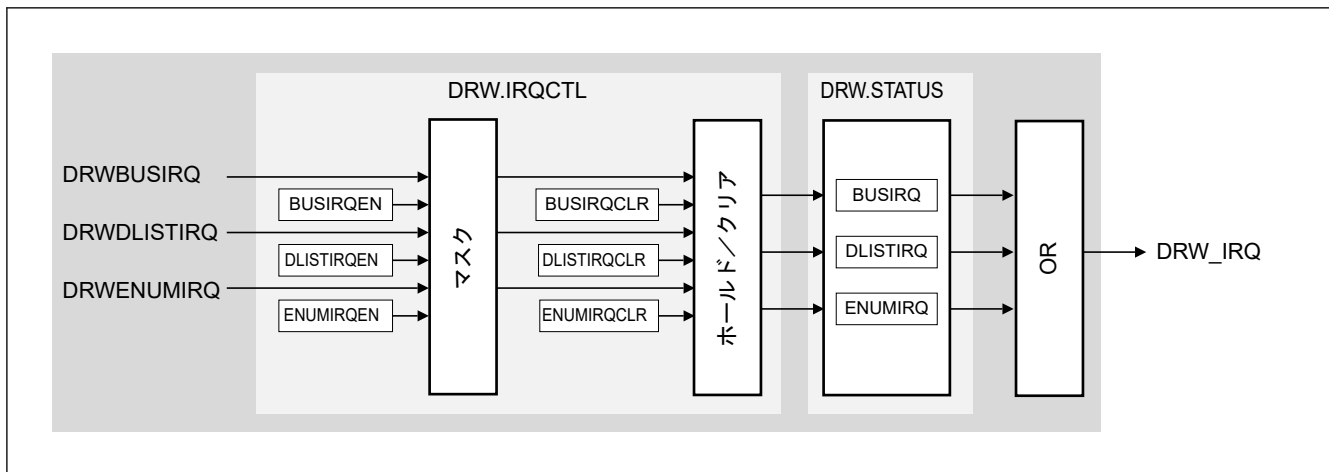 DRW.IRQCTL
DRW.STATUS
DRWBUSIRQ
BUSIRQEN
DRWDLISTIRQ
DLISTIRQEN
DRWENUMIRQ
ENUMIRQEN
マスク
BUSIRQCLR
DLISTIRQCLR
ENUMIRQCLR
ホールド／クリア
BUSIRQ
DLISTIRQ
ENUMIRQ
OR
DRW_IRQ